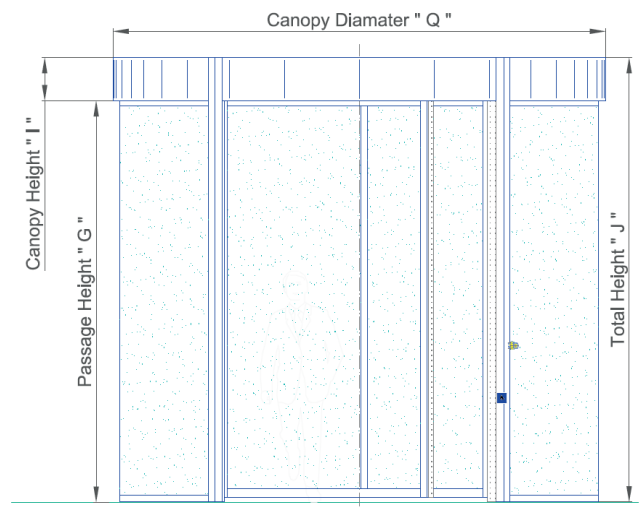 Canopy Diamater " Q "
Canopy Height " I "
Passage Height " G "
Total Height " J "